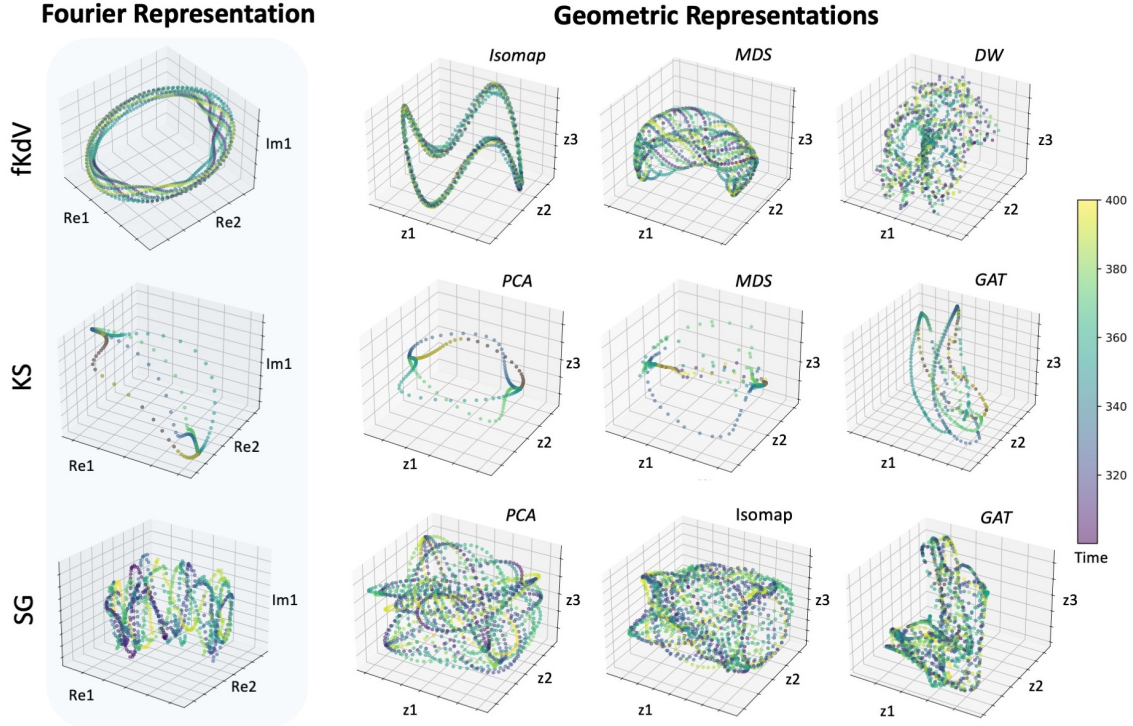 Fourier Representation
Geometric Representations
fKdV
Im1
Re1
Re2
Isomap
z3
z2
z1
MDS
z3
z2
z1
DW
z3
z2
z1
KS
Im1
Re2
Re1
PCA
z3
z2
z1
MDS
z3
z2
z1
GAT
z3
z2
z1
SG
Im1
Re2
Re1
PCA
z3
z2
z1
Isomap
z3
z2
z1
GAT
z3
z2
z1
400
380
360
340
320
Time